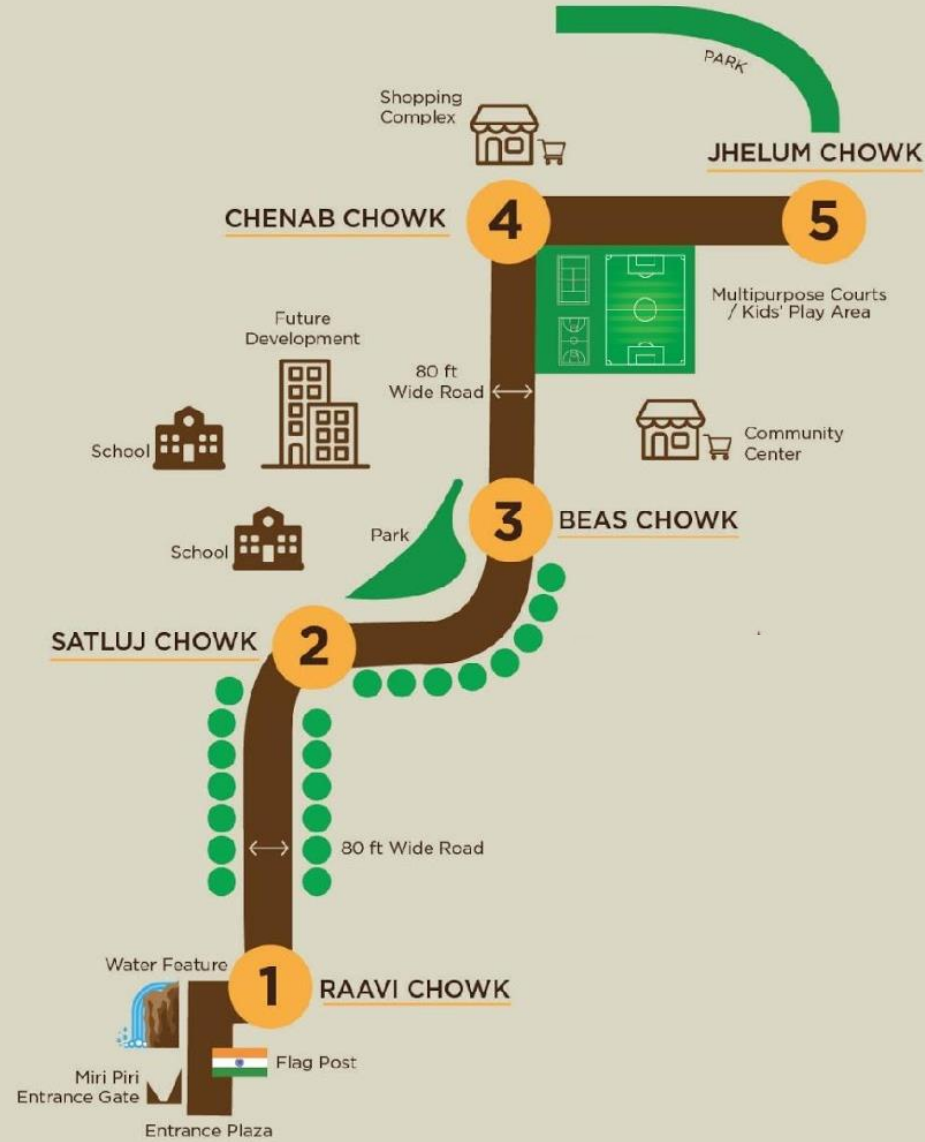 PARK
Shopping
Complex
JHELUM CHOWK
CHENAB CHOWK
4
5
Multipurpose Courts
/ Kids' Play Area
Future
Development
80 ft
Wide Road
School
Community
Center
3
BEAS CHOWK
Park
School
SATLUJ CHOWK
2
80 ft Wide Road
Water Feature
1
RAAVI CHOWK
Flag Post
Miri Piri
Entrance Gate
Entrance Plaza